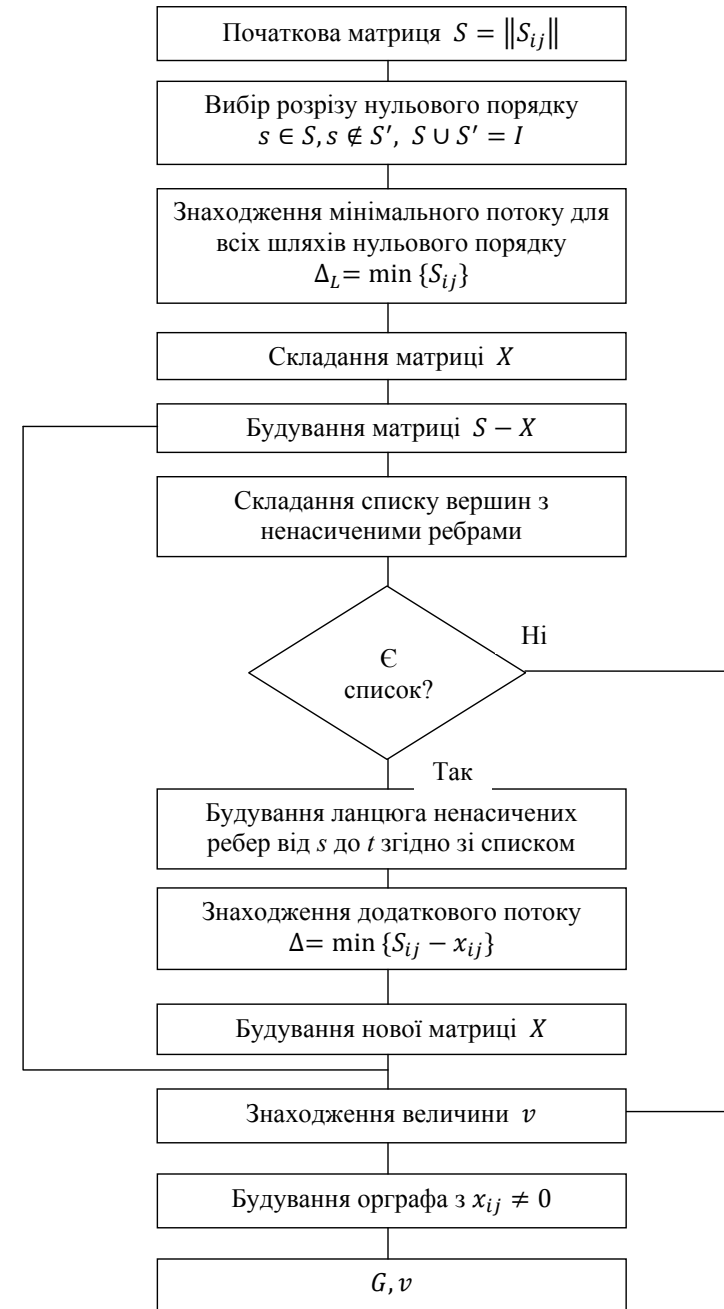 Початкова матриця S = ‖S_ij‖
Вибір розрізу нульового порядку
s ∈ S, s ∉ S′, S ∪ S′ = I
Знаходження мінімального потоку для
всіх шляхів нульового порядку
Δ_L = min {S_ij}
Складання матриці X
Будування матриці S − X
Складання списку вершин з
ненасиченими ребрами
Ні
Є
список?
Так
Будування ланцюга ненасичених
ребер від s до t згідно зі списком
Знаходження додаткового потоку
Δ= min {S_ij − x_ij}
Будування нової матриці X
Знаходження величини v
Будування орграфа з x_ij ≠ 0
G, v